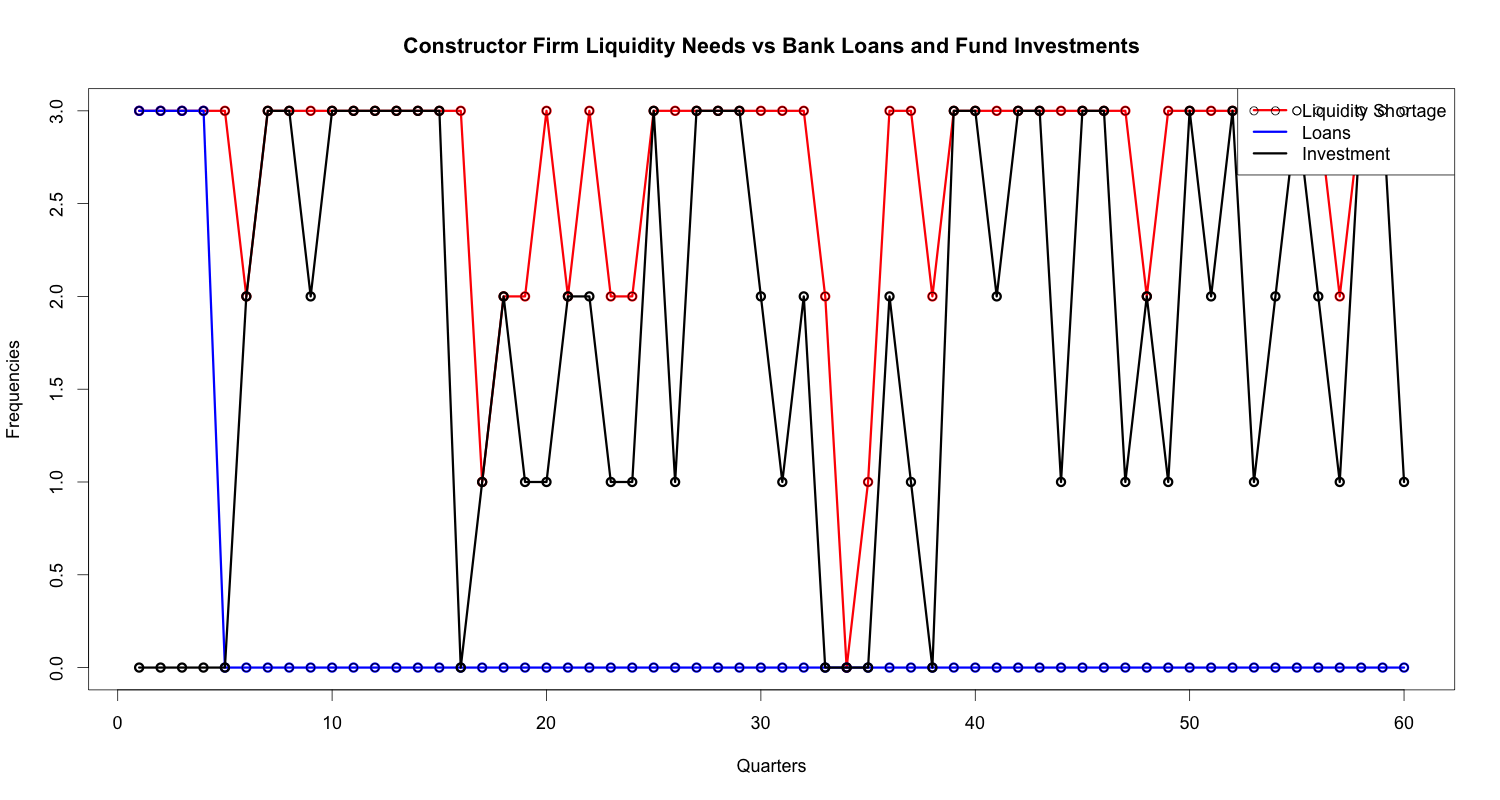 Constructor Firm Liquidity Needs vs Bank Loans and Fund Investments
Frequencies
3.0
2.5
2.0
1.5
1.0
0.5
0.0
Liquidity Shortage
Loans
Investment
0 10 20 30 40 50 60
Quarters